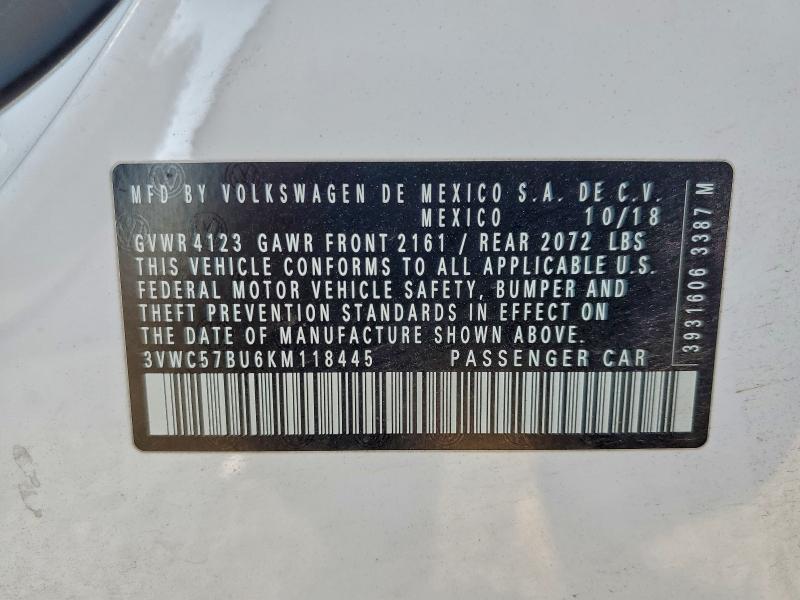 MFD BY VOLKSWAGEN DE MEXICO S.A. DE C.V.
MEXICO 10/18
GVWR 4123 GAWR FRONT 2161 / REAR 2072 LBS
THIS VEHICLE CONFORMS TO ALL APPLICABLE U.S.
FEDERAL MOTOR VEHICLE SAFETY, BUMPER AND
THEFT PREVENTION STANDARDS IN EFFECT ON
THE DATE OF MANUFACTURE SHOWN ABOVE.
3VWC57BU6KM118445 PASSENGER CAR
3931606 3387 M